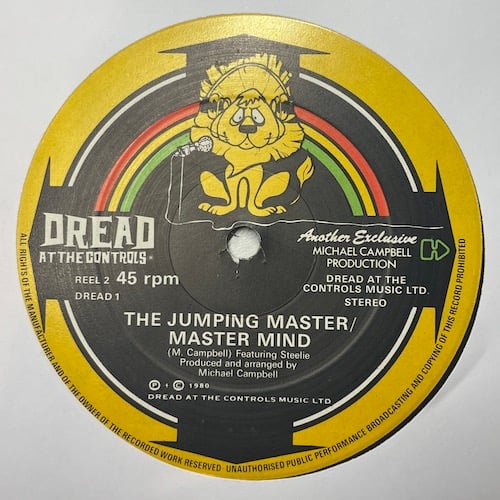 DREAD
AT THE CONTROLS
REEL 2 45 rpm
DREAD 1
Another Exclusive
MICHAEL CAMPBELL
PRODUCTION
DREAD AT THE
CONTROLS MUSIC LTD.
STEREO
THE JUMPING MASTER/
MASTER MIND
(M. Campbell) Featuring Steelie
Produced and arranged by
Michael Campbell
Ⓟ + © 1980
DREAD AT THE CONTROLS MUSIC LTD
ALL RIGHTS OF THE MANUFACTURER AND OF THE OWNER OF THE RECORDED WORK RESERVED · UNAUTHORISED PUBLIC PERFORMANCE BROADCASTING AND COPYING OF THIS RECORD PROHIBITED